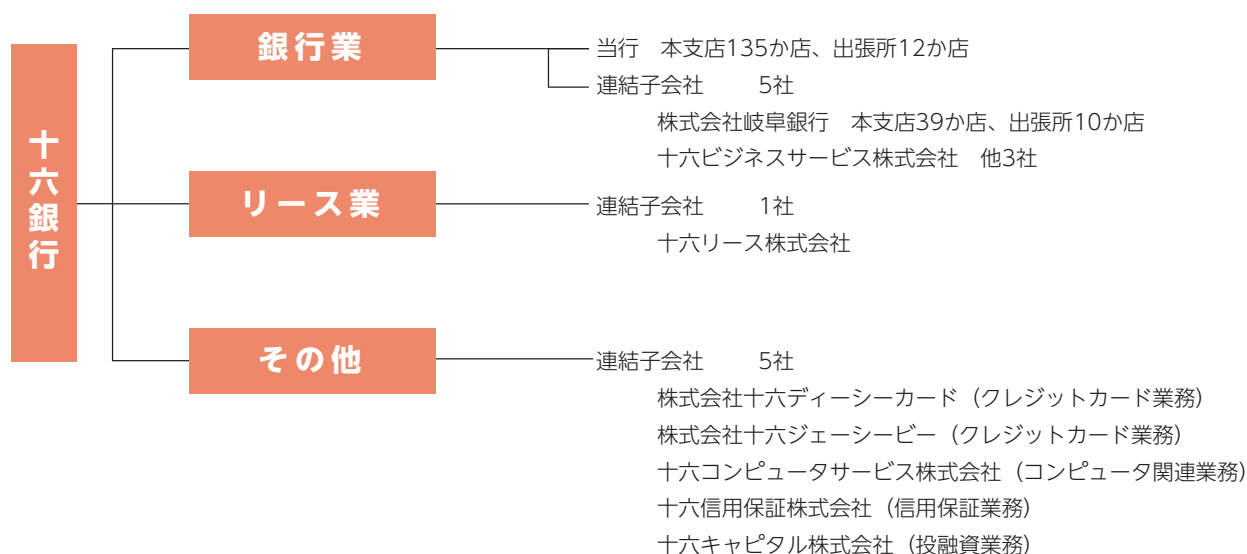 十六銀行
銀行業
当行　本支店135か店、出張所12か店
連結子会社　　5社
株式会社岐阜銀行　本支店39か店、出張所10か店
十六ビジネスサービス株式会社　他3社
リース業
連結子会社　　1社
十六リース株式会社
その他
連結子会社　　5社
株式会社十六ディーシーカード（クレジットカード業務）
株式会社十六ジェーシービー（クレジットカード業務）
十六コンピュータサービス株式会社（コンピュータ関連業務）
十六信用保証株式会社（信用保証業務）
十六キャピタル株式会社（投融資業務）